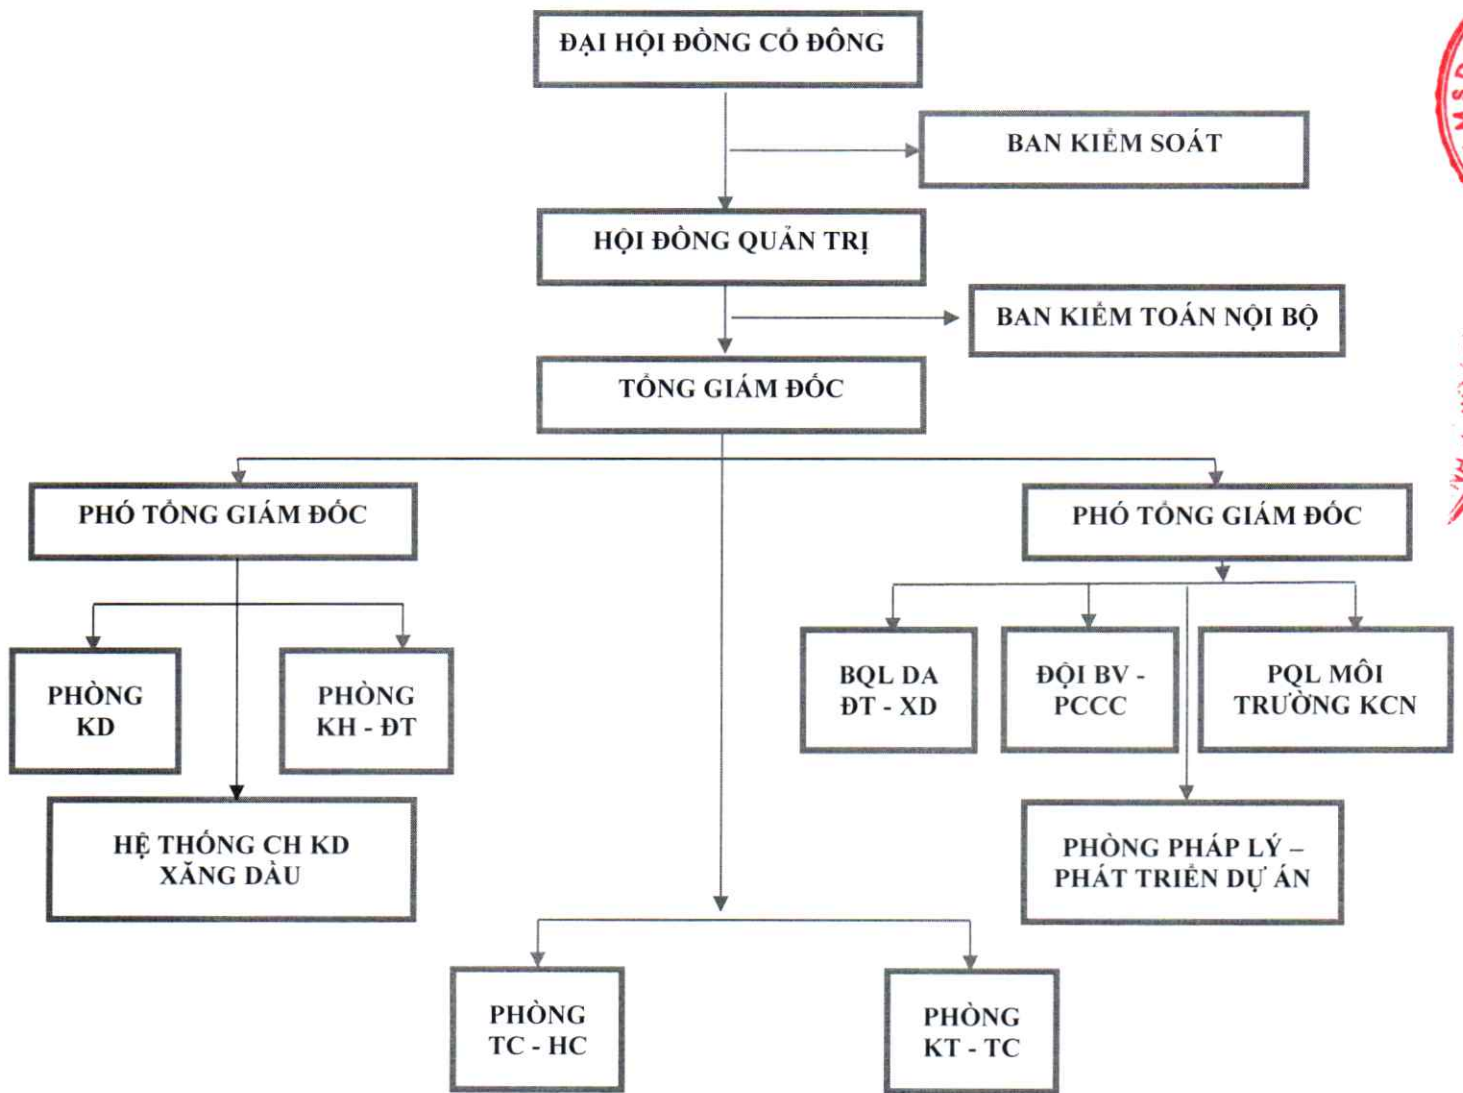 ĐẠI HỘI ĐỒNG CỔ ĐÔNG
BAN KIỂM SOÁT
HỘI ĐỒNG QUẢN TRỊ
BAN KIỂM TOÁN NỘI BỘ
TỔNG GIÁM ĐỐC
PHÓ TỔNG GIÁM ĐỐC
PHÓ TỔNG GIÁM ĐỐC
PHÒNG
KD
PHÒNG
KH - ĐT
BQL DA
ĐT - XD
ĐỘI BV -
PCCC
PQL MÔI
TRƯỜNG KCN
HỆ THỐNG CH KD
XĂNG DẦU
PHÒNG PHÁP LÝ –
PHÁT TRIỂN DỰ ÁN
PHÒNG
TC - HC
PHÒNG
KT - TC